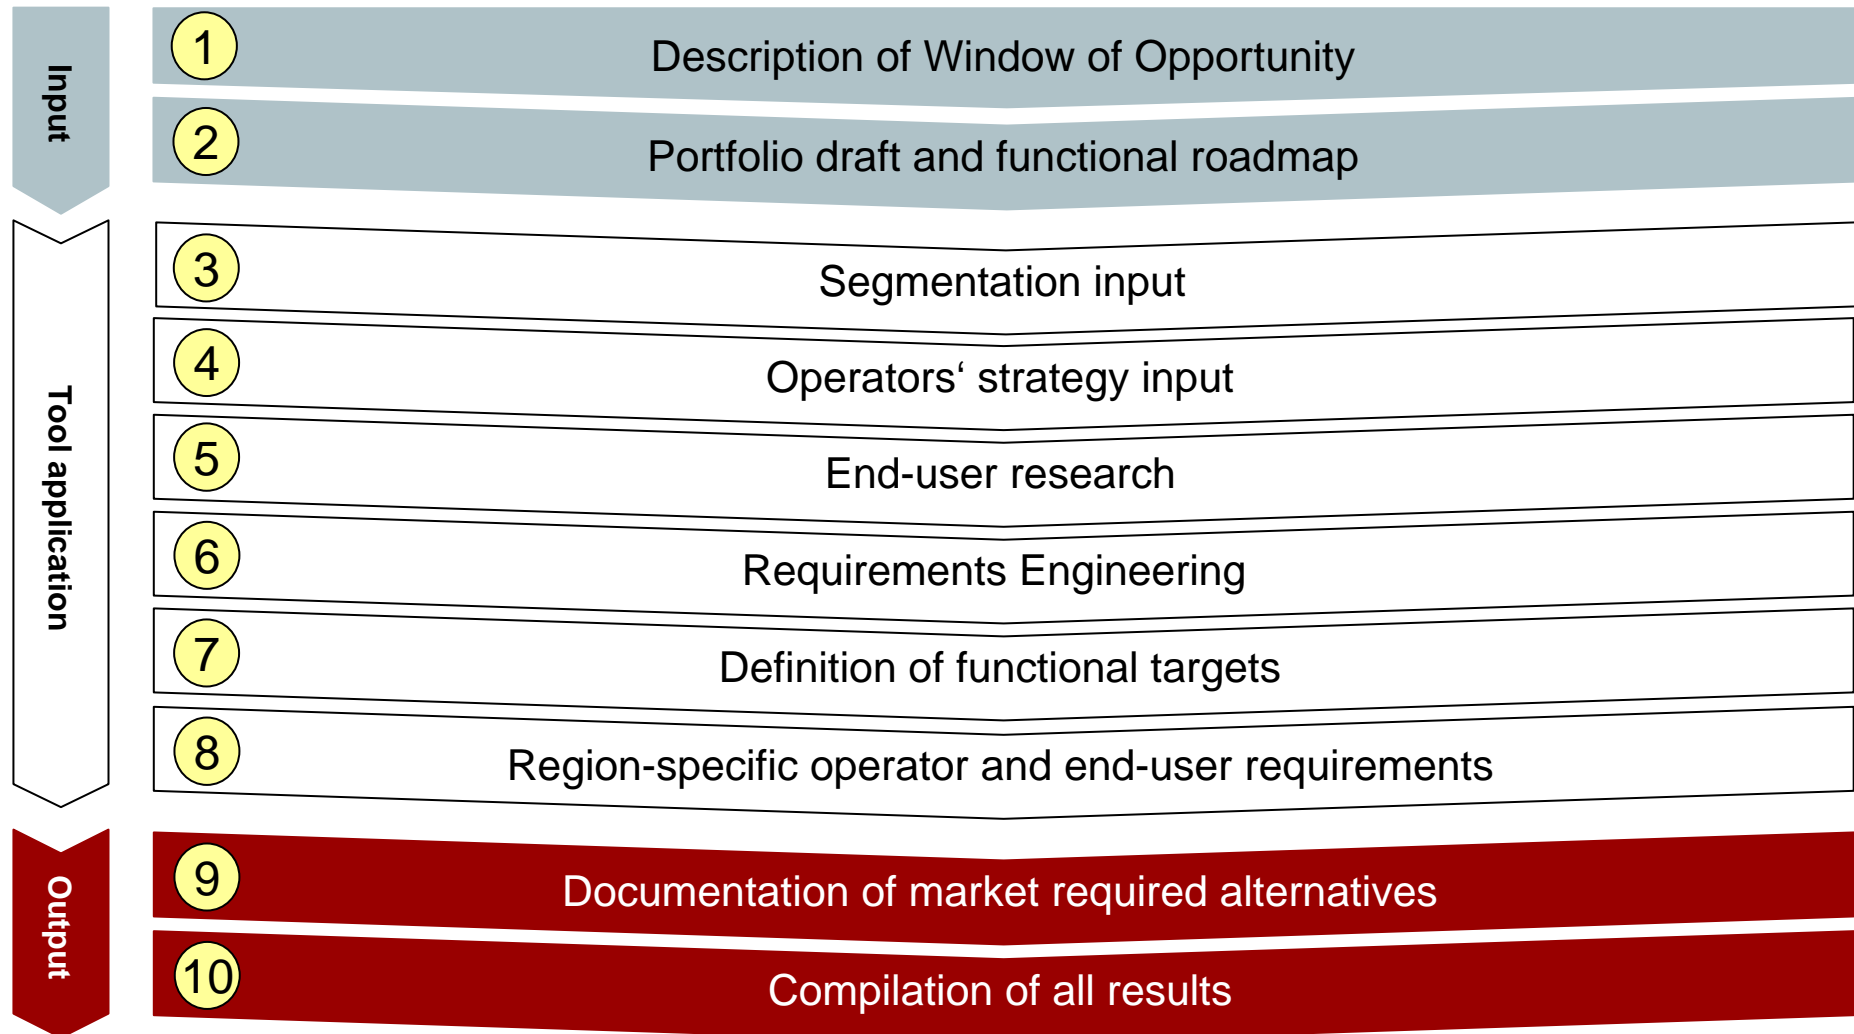 Input
1
Description of Window of Opportunity
2
Portfolio draft and functional roadmap
Tool application
3
Segmentation input
4
Operators‘ strategy input
5
End-user research
6
Requirements Engineering
7
Definition of functional targets
8
Region-specific operator and end-user requirements
Output
9
Documentation of market required alternatives
10
Compilation of all results